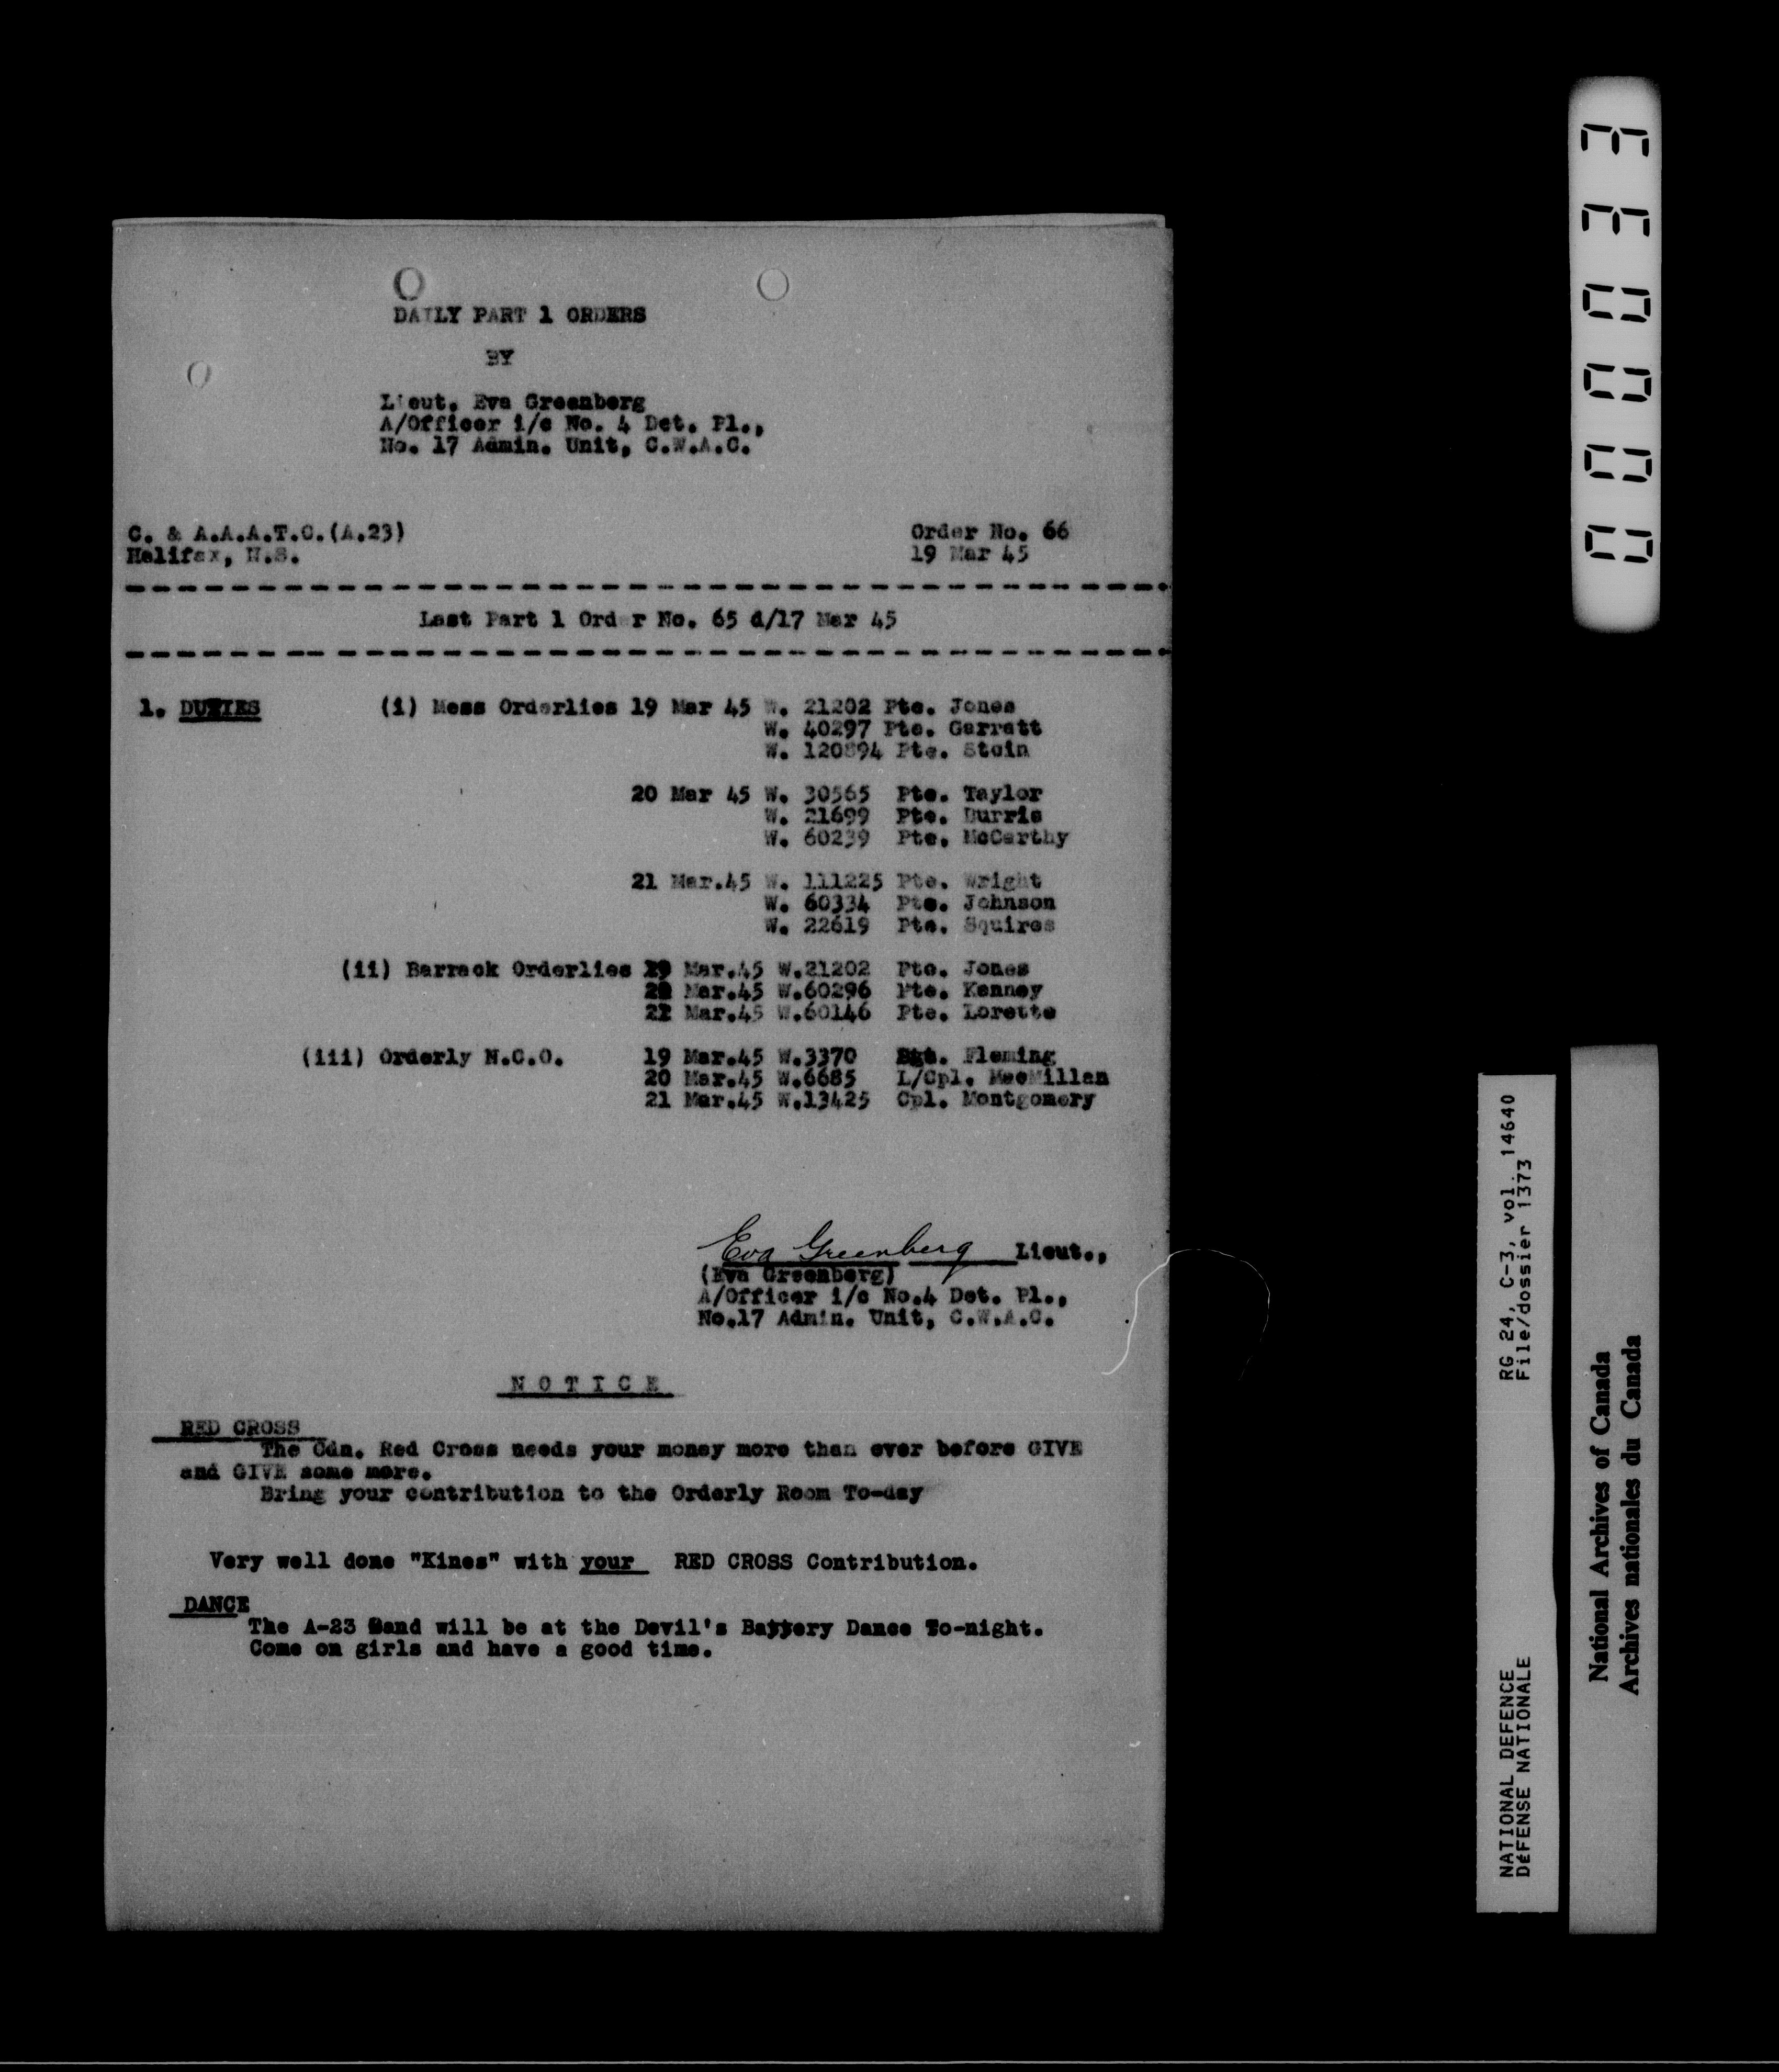 DAILY PART 1 ORDERS
BY
Lieut. Eva Greenberg
A/Officer i/c No. 4 Det. Pl.,
No. 17 Admin. Unit, C.W.A.C.
C. & A.A.A.T.C.(A.23) Order No. 66
Halifax, N.S. 19 Mar 45
Last Part 1 Order No. 65 d/17 Mar 45
1. DUTIES (i) Mess Orderlies 19 Mar 45 W. 21202 Pte. Jones
W. 40297 Pte. Garratt
W. 120894 Pte. Stein
20 Mar 45 W. 30565 Pte. Taylor
W. 21699 Pte. Burris
W. 60239 Pte. McCarthy
21 Mar.45 W. 111225 Pte. Wright
W. 60334 Pte. Johnson
W. 22619 Pte. Squires
(ii) Barrack Orderlies 19 Mar.45 W.21202 Pte. Jones
20 Mar.45 W.60296 Pte. Kenney
21 Mar.45 W.60146 Pte. Lorette
(iii) Orderly N.C.O. 19 Mar.45 W.3370 Sgt. Fleming
20 Mar.45 W.6685 L/Cpl. MacMillan
21 Mar.45 W.13425 Cpl. Montgomery
Eva Greenberg Lieut.,
(Eva Greenberg)
A/Officer i/c No.4 Det. Pl.,
No.17 Admin. Unit, C.W.A.C.
N O T I C E
RED CROSS
The Cdn. Red Cross needs your money more than ever before GIVE
and GIVE some more.
Bring your contribution to the Orderly Room To-day
Very well done "Kines" with your RED CROSS Contribution.
DANCE
The A-23 Band will be at the Devil's Battery Dance To-night.
Come on girls and have a good time.
RG 24, C-3, vol. 14640
File/dossier 1373
NATIONAL DEFENCE
DÉFENSE NATIONALE
National Archives of Canada
Archives nationales du Canada